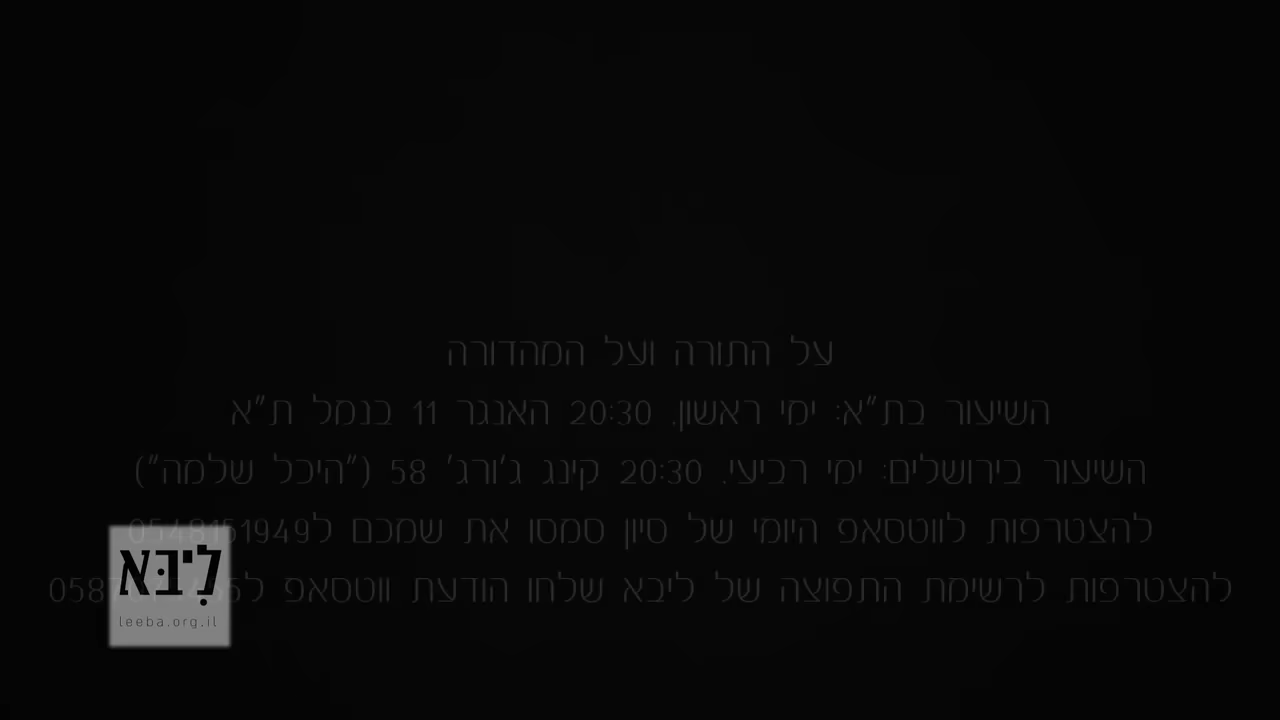 על התורה ועל המהדורה
השיעור בת"א: ימי ראשון, 20:30 האנגר 11 בנמל ת"א
השיעור בירושלים: ימי רביעי, 20:30 קינג ג'ורג' 58 ("היכל שלמה")
להצטרפות לווטסאפ היומי של סיון סמסו את שמכם ל0548151949
להצטרפות לרשימת התפוצה של ליבא שלחו הודעת ווטסאפ
לִיבָּא
leeba.org.il